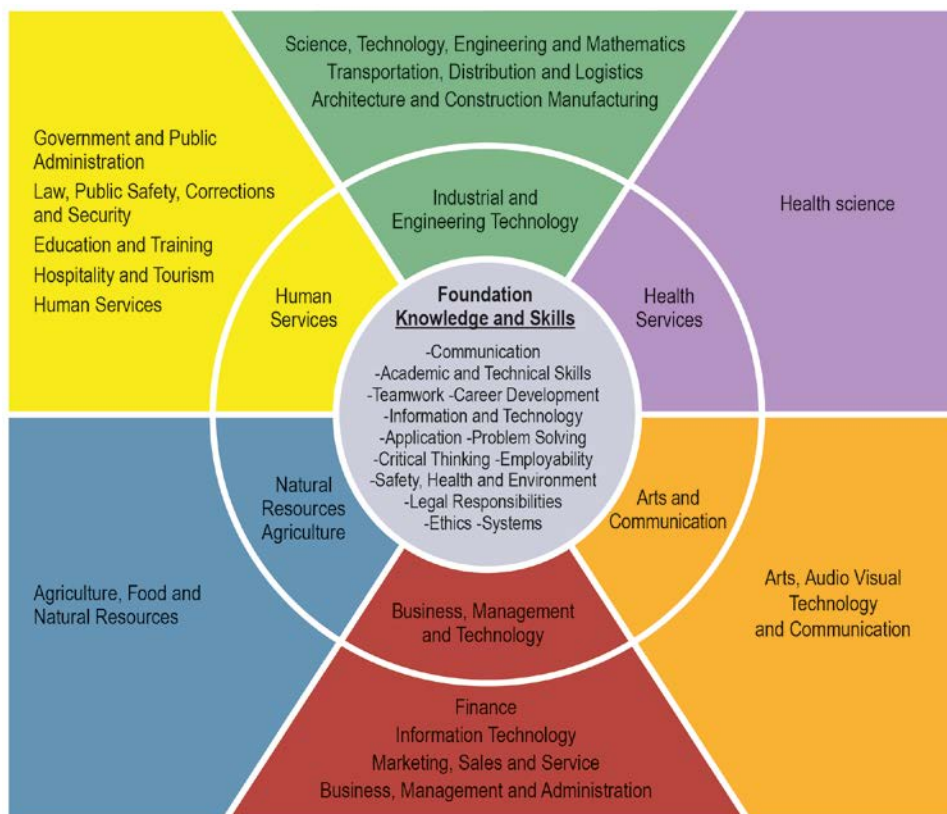 Science, Technology, Engineering and Mathematics
Transportation, Distribution and Logistics
Architecture and Construction Manufacturing
Government and Public
Administration
Law, Public Safety, Corrections
and Security
Education and Training
Hospitality and Tourism
Human Services
Industrial and
Engineering Technology
Health science
Human
Services
Health
Services
Foundation
Knowledge and Skills
-Communication
-Academic and Technical Skills
-Teamwork -Career Development
-Information and Technology
-Application -Problem Solving
-Critical Thinking -Employability
-Safety, Health and Environment
-Legal Responsibilities
-Ethics -Systems
Natural
Resources
Agriculture
Arts and
Communication
Agriculture, Food and
Natural Resources
Arts, Audio Visual
Technology
and Communication
Business, Management
and Technology
Finance
Information Technology
Marketing, Sales and Service
Business, Management and Administration